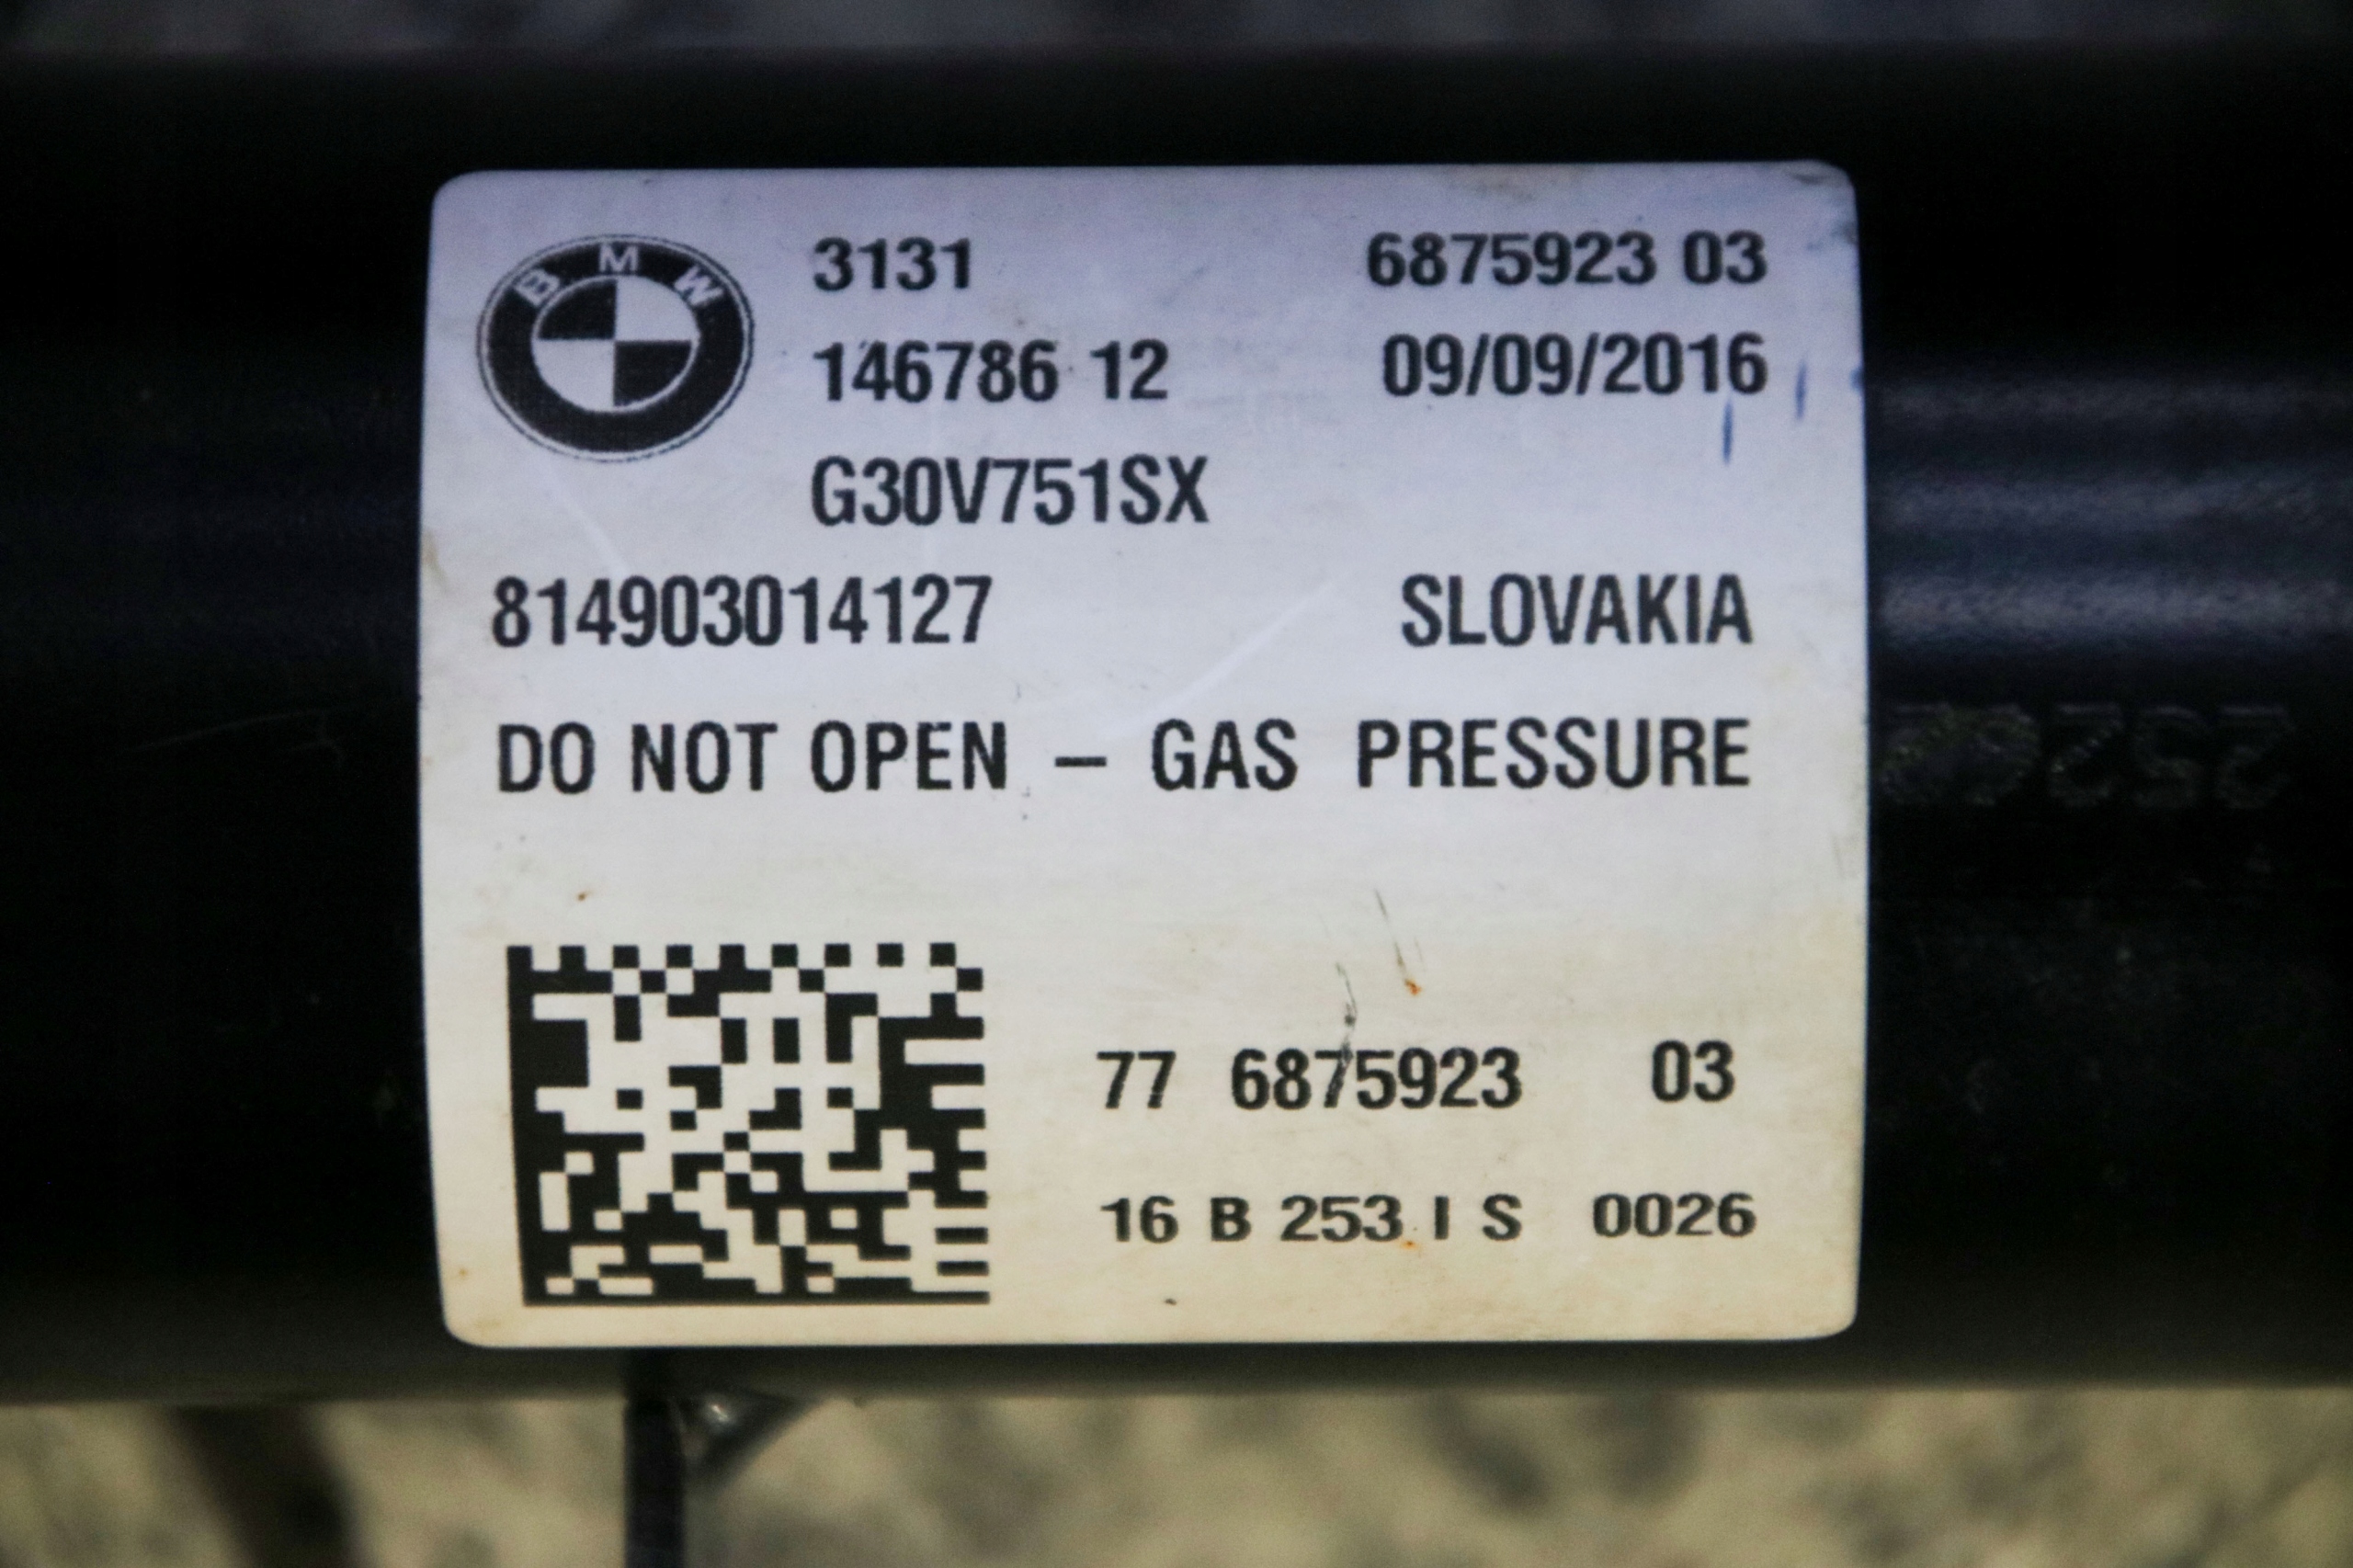 BMW
3131 6875923 03
146786 12 09/09/2016
G30V751SX
814903014127 SLOVAKIA
DO NOT OPEN – GAS PRESSURE
77 6875923 03
16 B 253 I S 0026